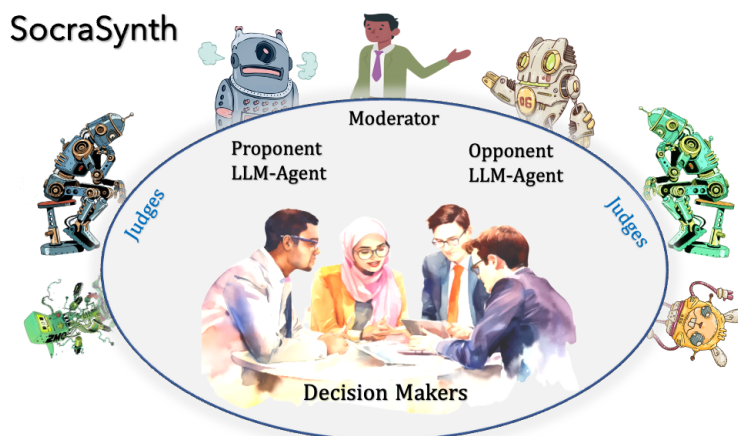 SocraSynth
Moderator
Proponent
LLM-Agent
Opponent
LLM-Agent
Judges
Judges
Decision Makers